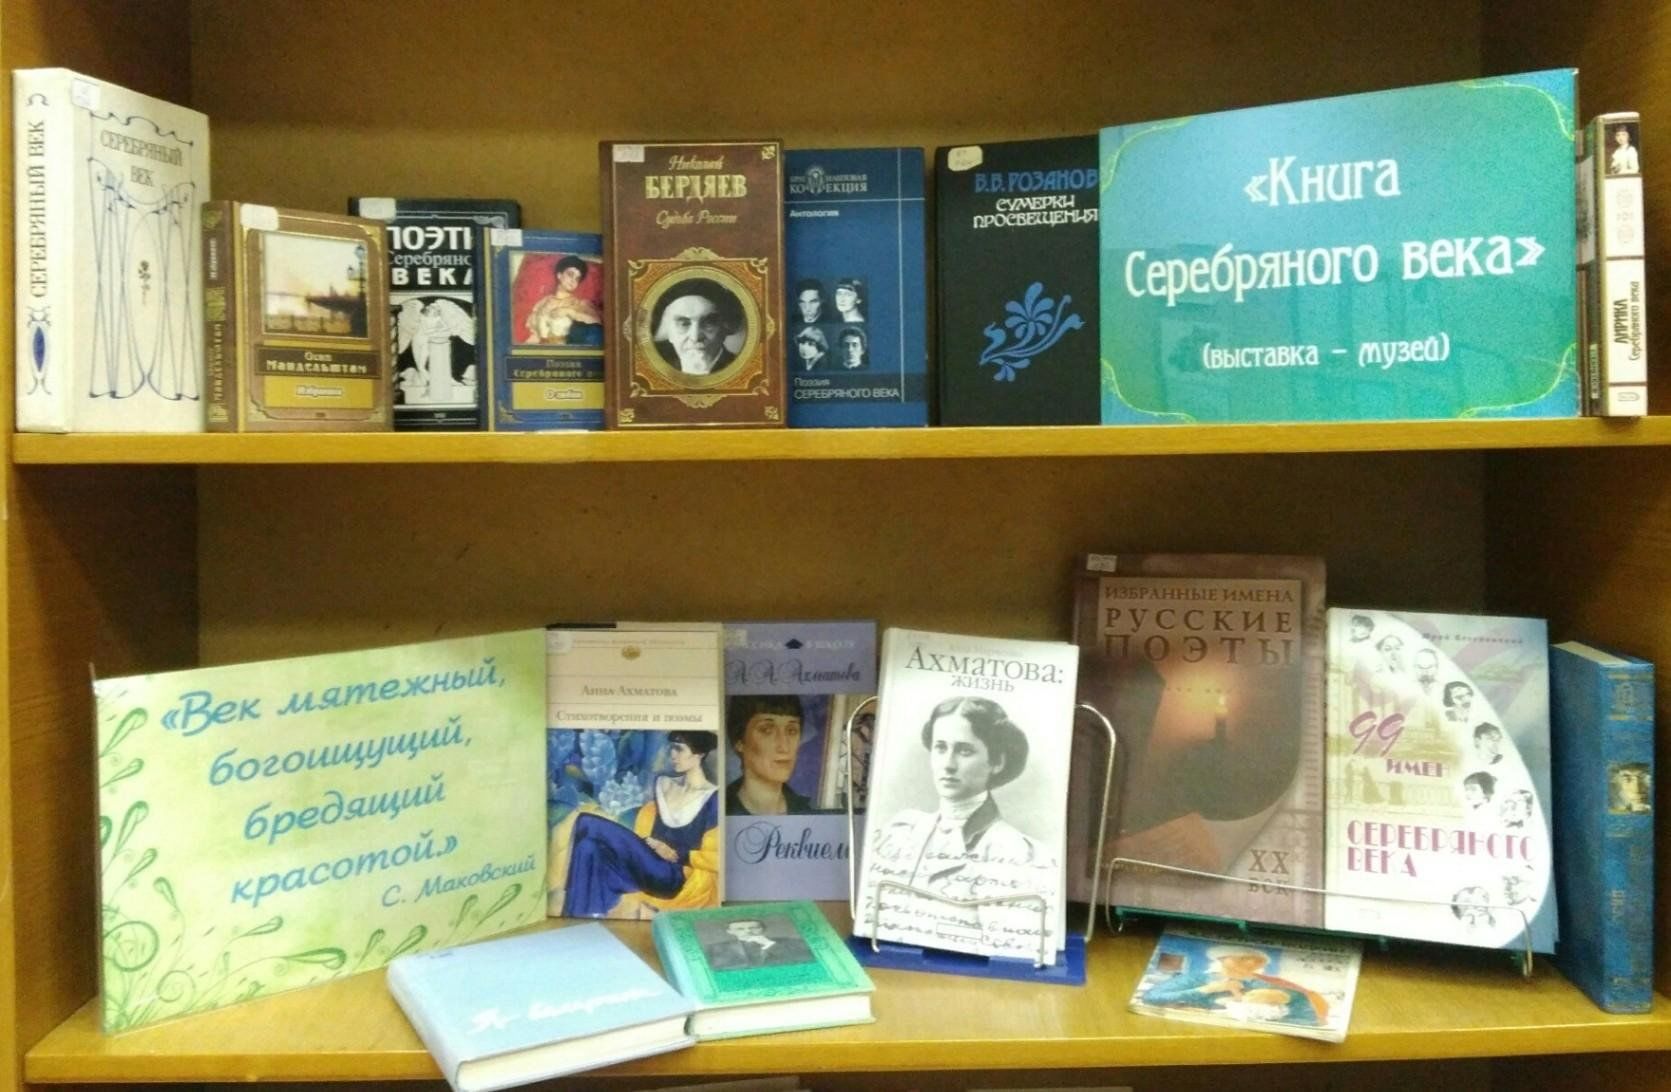 СЕРЕБРЯНЫЙ ВЕК
СЕРЕБРЯНЫЙ
ВЕК
Осип
Мандельштам
Избранное
ПОЭТЫ
Серебряного
ВЕКА
Поэзия
Серебряного
Николай
БЕРДЯЕВ
Судьба России
КОЛЛЕКЦИЯ
Антология
Поэзия
СЕРЕБРЯНОГО ВЕКА
В.В. РОЗАНОВ
СУМЕРКИ
ПРОСВЕЩЕНИЯ
«Книга
Серебряного века»
(выставка - музей)
ЛИРИКА
Серебряного века
«Век мятежный,
богоищущий,
бредящий
красотой.»
С. Маковский
АННА АХМАТОВА
Стихотворения и поэмы
А.А. Ахматова
Реквием
АХМАТОВА:
ЖИЗНЬ
ИЗБРАННЫЕ ИМЕНА
РУССКИЕ
ПОЭТЫ
XX
ВЕК
99
ИМЕН
СЕРЕБРЯНОГО
ВЕКА